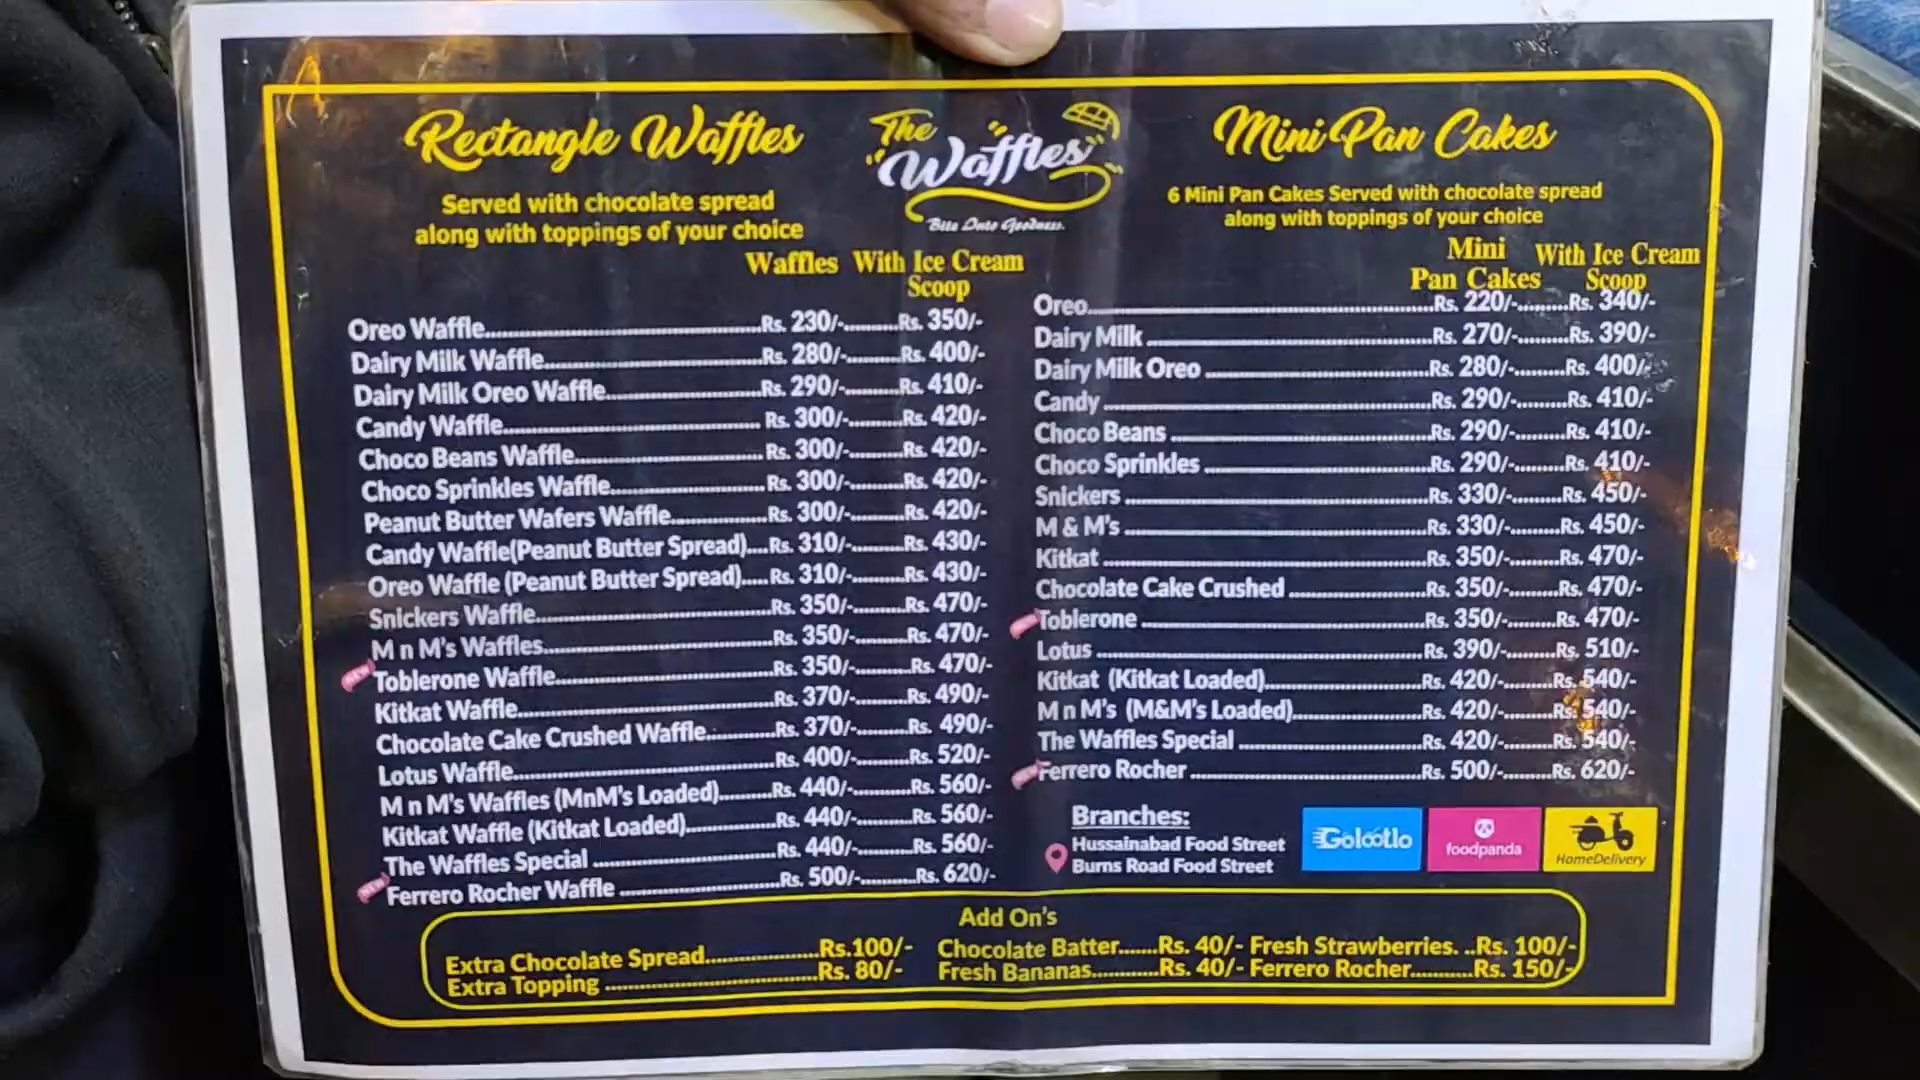 Rectangle Waffles
Served with chocolate spread
along with toppings of your choice
Waffles With Ice Cream
Scoop
Oreo Waffle Rs. 230/- Rs. 350/-
Dairy Milk Waffle Rs. 280/- Rs. 400/-
Dairy Milk Oreo Waffle Rs. 290/- Rs. 410/-
Candy Waffle Rs. 300/- Rs. 420/-
Choco Beans Waffle Rs. 300/- Rs. 420/-
Choco Sprinkles Waffle Rs. 300/- Rs. 420/-
Peanut Butter Wafers Waffle Rs. 300/- Rs. 420/-
Candy Waffle(Peanut Butter Spread) Rs. 310/- Rs. 430/-
Oreo Waffle (Peanut Butter Spread) Rs. 310/- Rs. 430/-
Snickers Waffle Rs. 350/- Rs. 470/-
M n M's Waffles Rs. 350/- Rs. 470/-
NEW Toblerone Waffle Rs. 350/- Rs. 470/-
Kitkat Waffle Rs. 370/- Rs. 490/-
Chocolate Cake Crushed Waffle Rs. 370/- Rs. 490/-
Lotus Waffle Rs. 400/- Rs. 520/-
M n M's Waffles (MnM's Loaded) Rs. 440/- Rs. 560/-
Kitkat Waffle (Kitkat Loaded) Rs. 440/- Rs. 560/-
The Waffles Special Rs. 440/- Rs. 560/-
NEW Ferrero Rocher Waffle Rs. 500/- Rs. 620/-
The
Waffles
Bite Into Goodness.
Mini Pan Cakes
6 Mini Pan Cakes Served with chocolate spread
along with toppings of your choice
Mini With Ice Cream
Pan Cakes Scoop
Oreo Rs. 220/- Rs. 340/-
Dairy Milk Rs. 270/- Rs. 390/-
Dairy Milk Oreo Rs. 280/- Rs. 400/-
Candy Rs. 290/- Rs. 410/-
Choco Beans Rs. 290/- Rs. 410/-
Choco Sprinkles Rs. 290/- Rs. 410/-
Snickers Rs. 330/- Rs. 450/-
M & M's Rs. 330/- Rs. 450/-
Kitkat Rs. 350/- Rs. 470/-
Chocolate Cake Crushed Rs. 350/- Rs. 470/-
Toblerone Rs. 350/- Rs. 470/-
Lotus Rs. 390/- Rs. 510/-
Kitkat (Kitkat Loaded) Rs. 420/- Rs. 540/-
M n M's (M&M's Loaded) Rs. 420/- Rs. 540/-
The Waffles Special Rs. 420/- Rs. 540/-
Ferrero Rocher Rs. 500/- Rs. 620/-
Branches:
Hussainabad Food Street
Burns Road Food Street
Golootlo
foodpanda
HomeDelivery
Add On's
Extra Chocolate Spread Rs.100/- Chocolate Batter Rs. 40/- Fresh Strawberries. Rs. 100/-
Extra Topping Rs. 80/- Fresh Bananas Rs. 40/- Ferrero Rocher Rs. 150/-